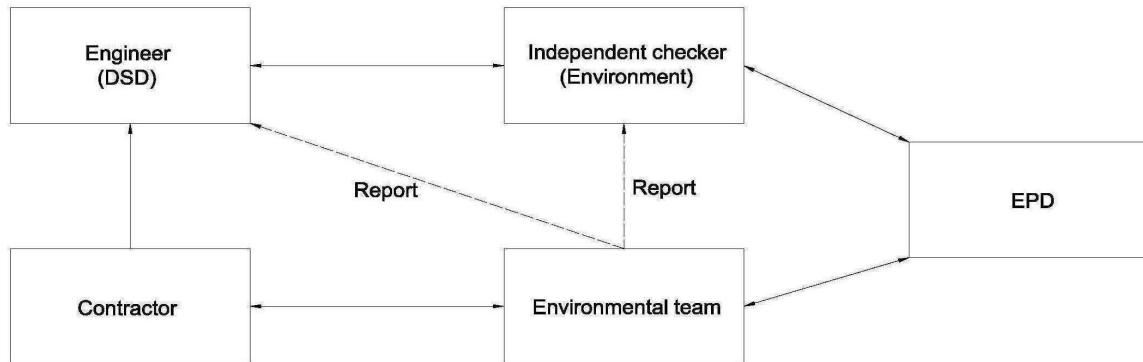 Engineer
(DSD)
Independent checker
(Environment)
Report
Report
EPD
Contractor
Environmental team